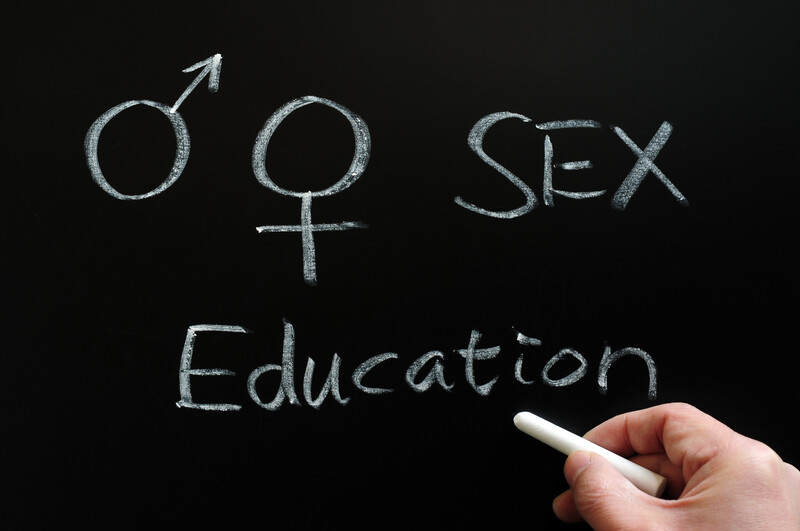 ♂ ♀ SEX
Education